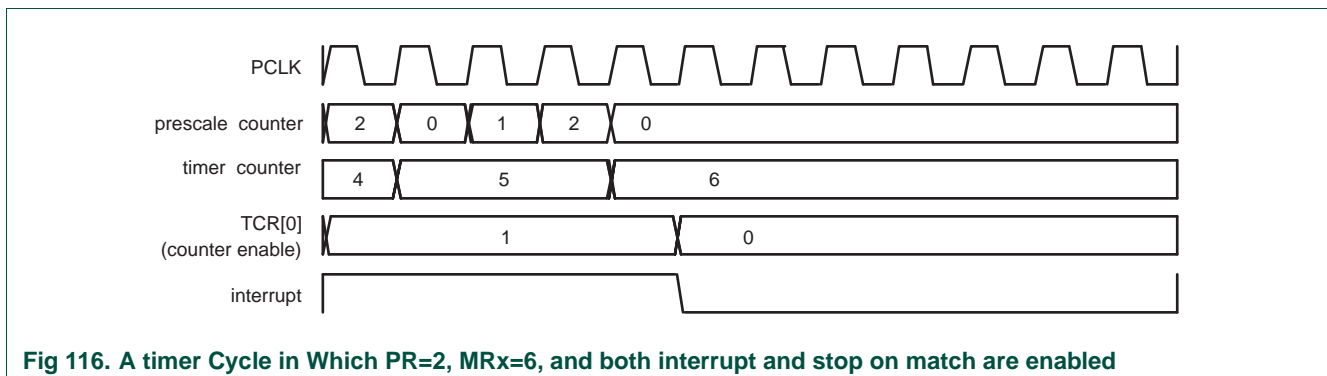 PCLK
prescale counter
2 0 1 2 0
timer counter
4 5 6
TCR[0]
(counter enable)
1 0
interrupt
Fig 116. A timer Cycle in Which PR=2, MRx=6, and both interrupt and stop on match are enabled